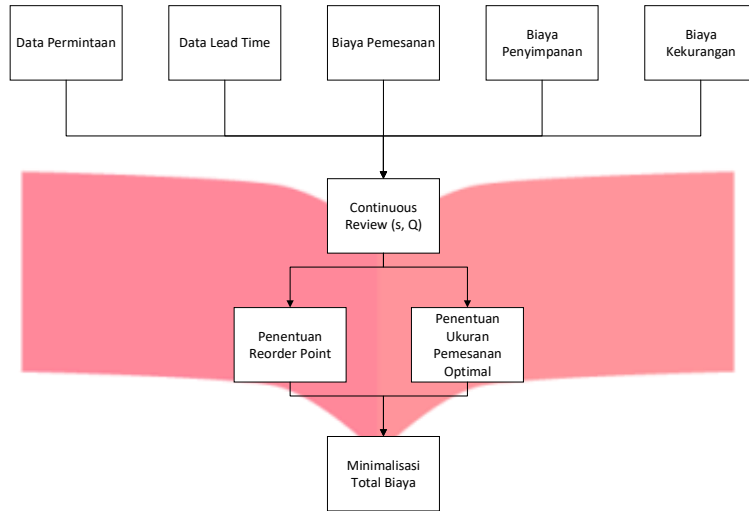 Data Permintaan
Data Lead Time
Biaya Pemesanan
Biaya
Penyimpanan
Biaya
Kekurangan
Continuous
Review (s, Q)
Penentuan
Reorder Point
Penentuan
Ukuran
Pemesanan
Optimal
Minimalisasi
Total Biaya